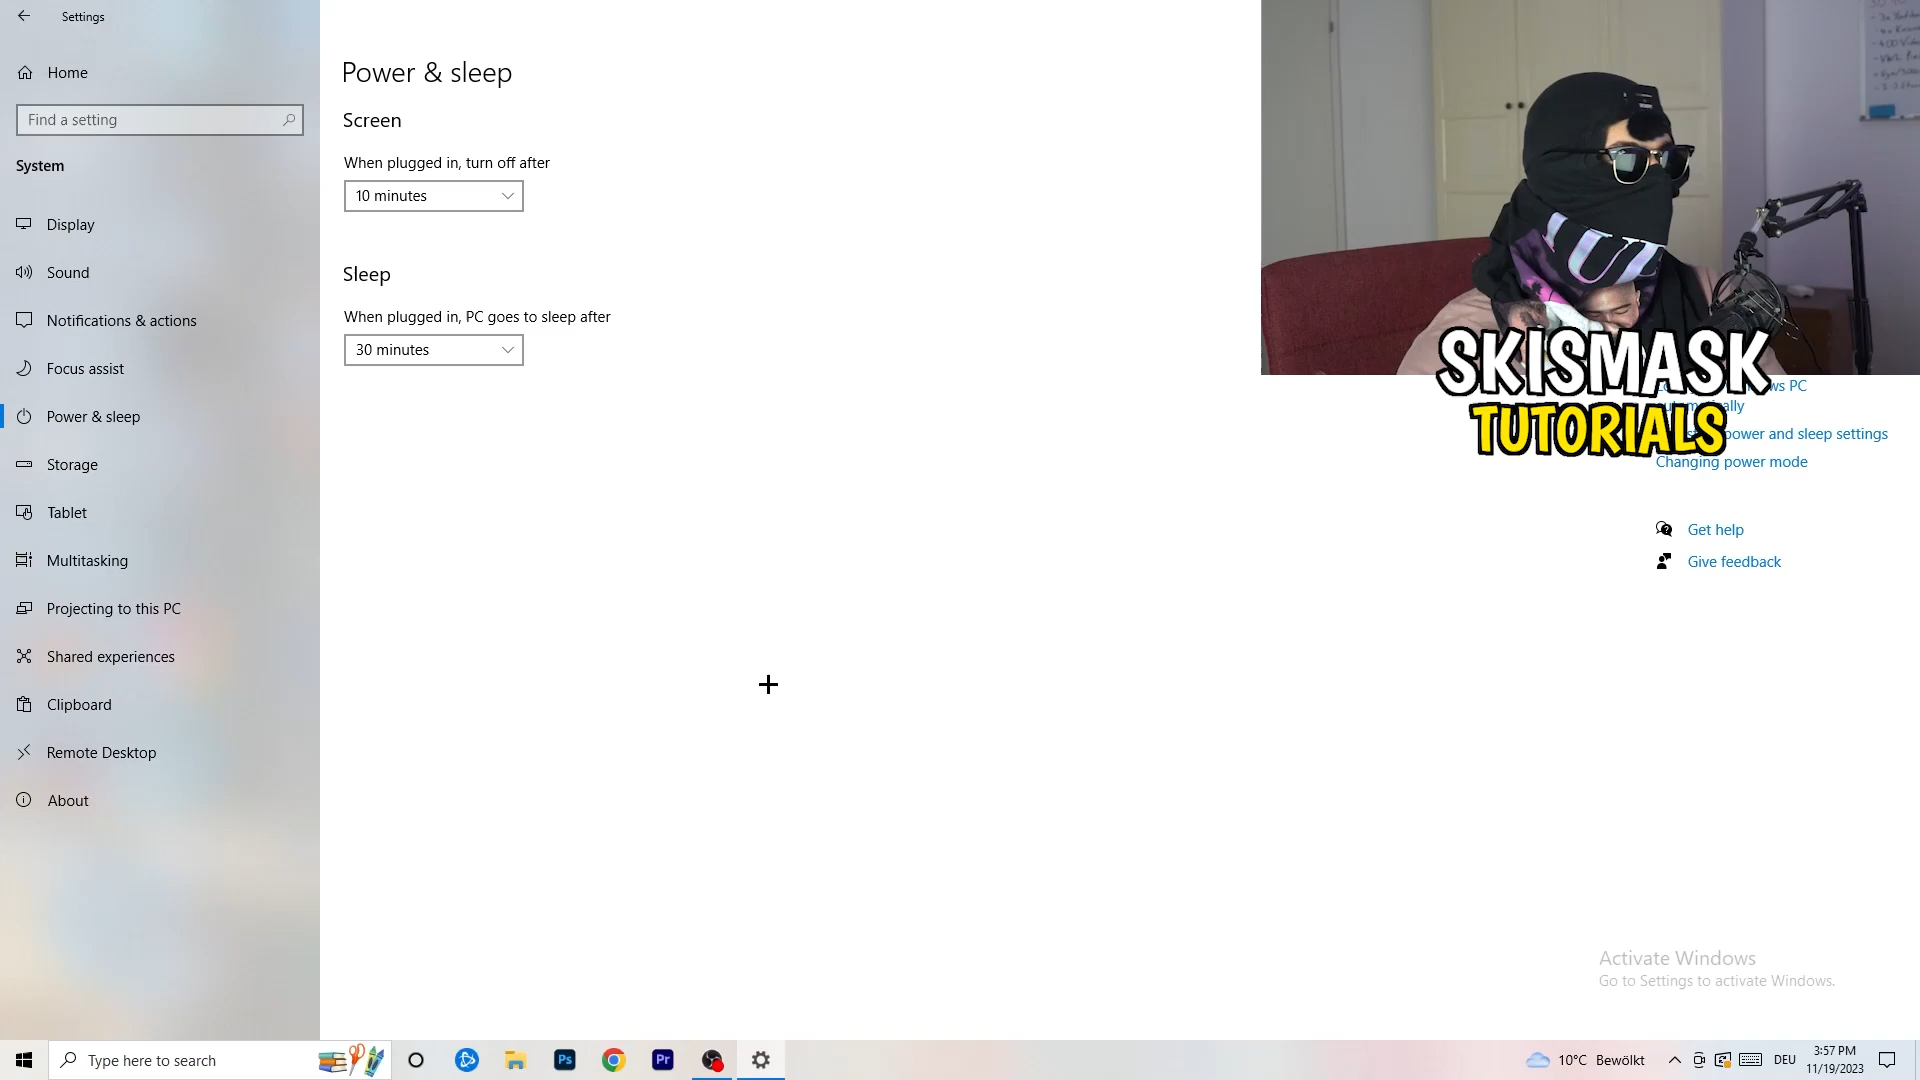 Settings
Home
Find a setting
System
Display
Sound
Notifications & actions
Focus assist
Power & sleep
Storage
Tablet
Multitasking
Projecting to this PC
Shared experiences
Clipboard
Remote Desktop
About
Power & sleep
Screen
When plugged in, turn off after
10 minutes
Sleep
When plugged in, PC goes to sleep after
30 minutes
SKISMASK
TUTORIALS
PC
power and sleep settings
Changing power mode
Get help
Give feedback
Activate Windows
Go to Settings to activate Windows.
Type here to search
Ps
Pr
10°C Bewölkt
DEU
3:57 PM
11/19/2023